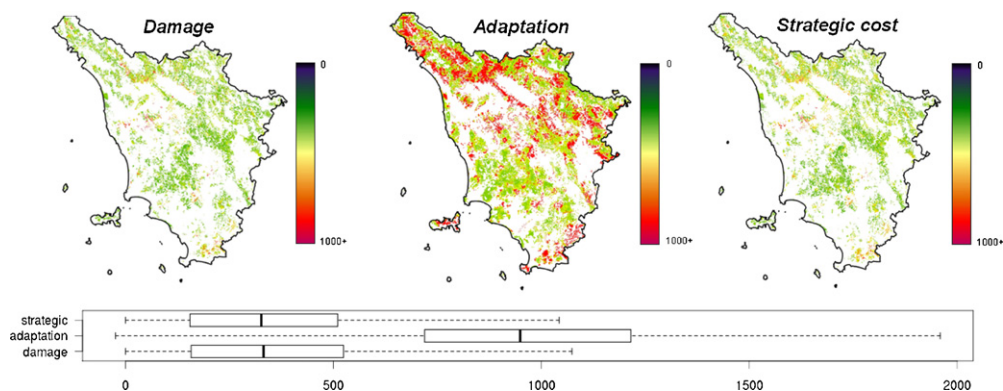 Damage
Adaptation
Strategic cost
0
0
0
1000+
1000+
1000+
strategic
adaptation
damage
0
500
1000
1500
2000